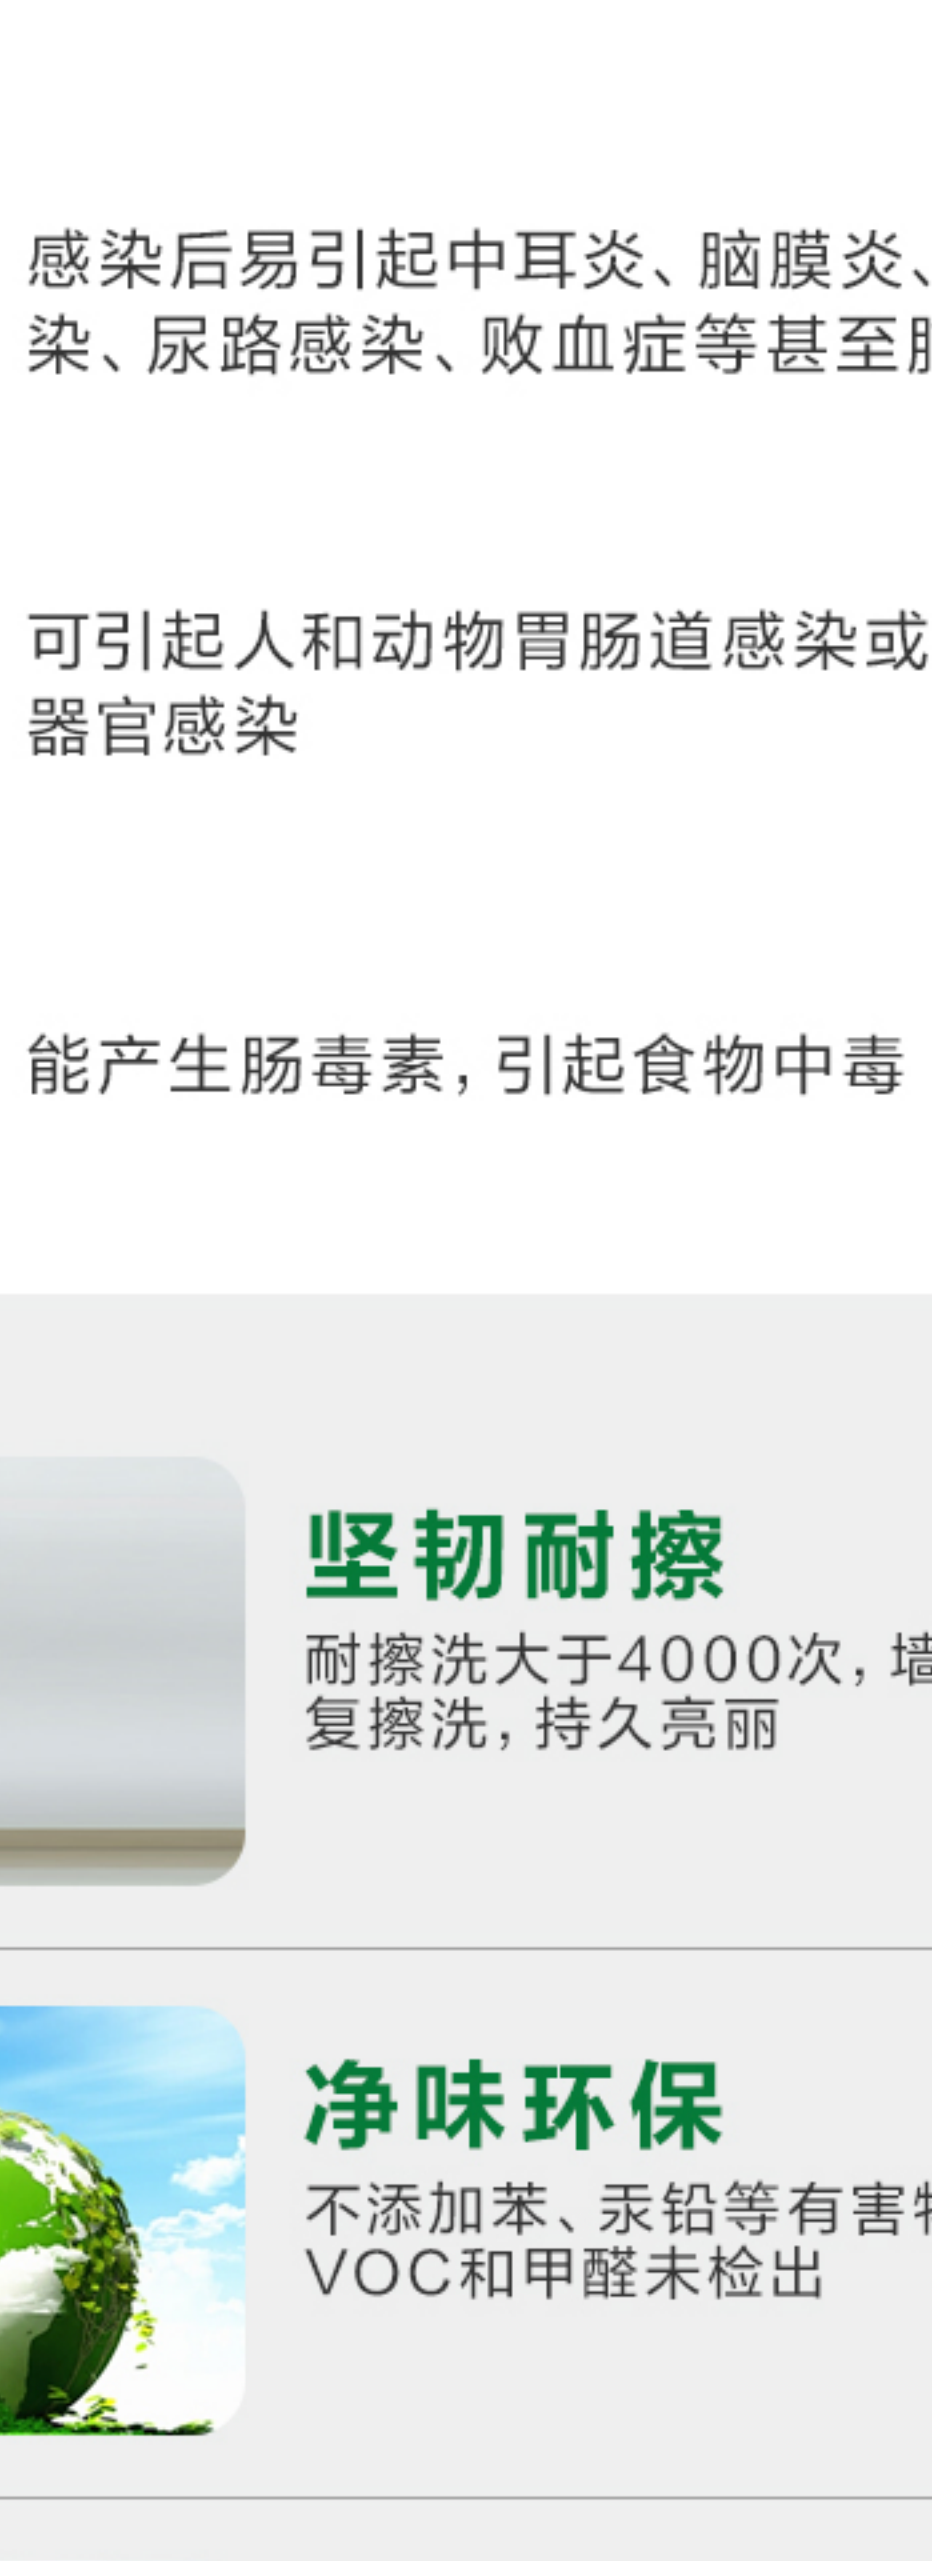 感染后易引起中耳炎、脑膜炎、
染、尿路感染、败血症等甚至
可引起人和动物胃肠道感染或
器官感染
能产生肠毒素，引起食物中毒
坚韧耐擦
耐擦洗大于4000次，墙
复擦洗，持久亮丽
净味环保
不添加苯、汞铅等有害物
VOC和甲醛未检出